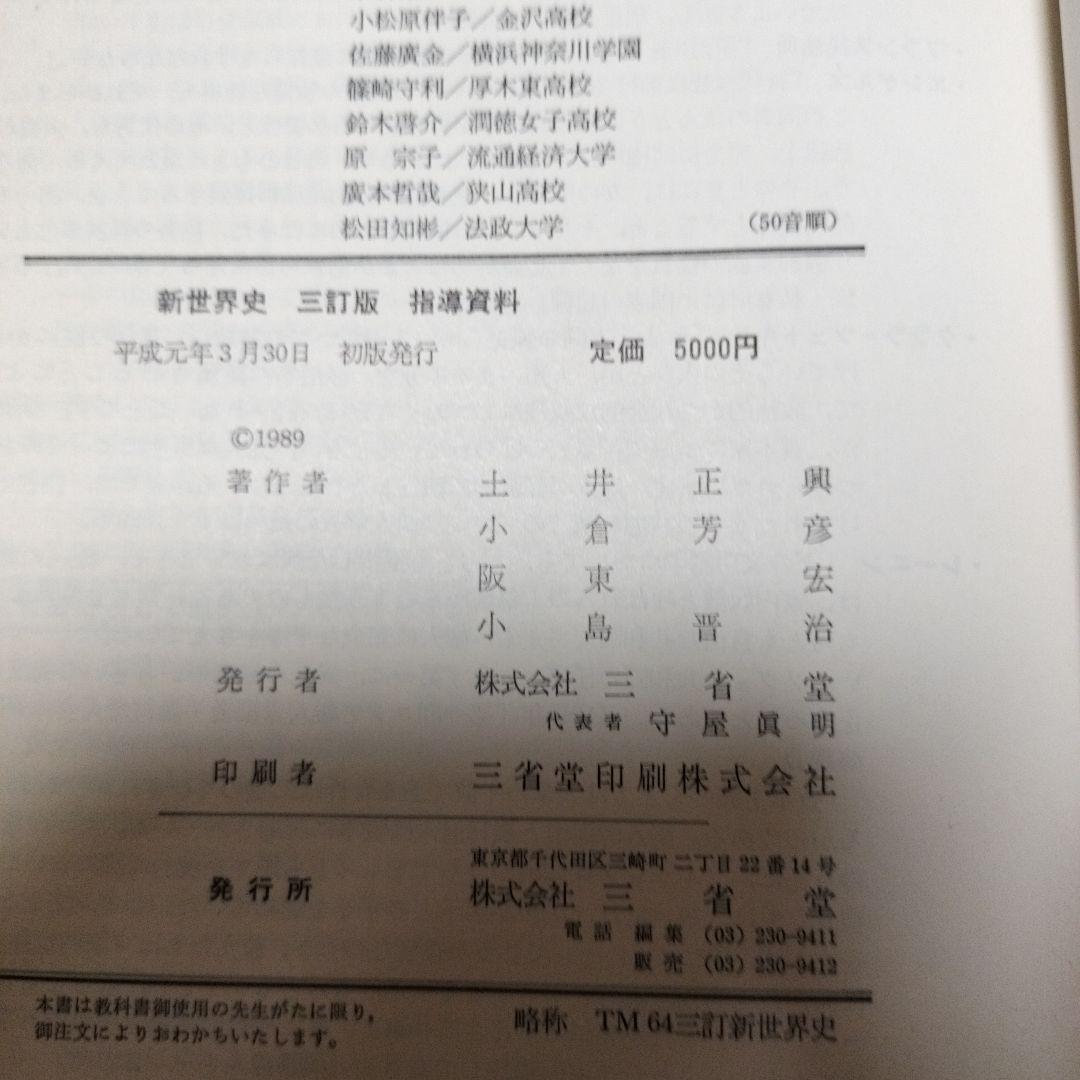 小松原伴子／金沢高校
佐藤廣金／横浜神奈川学園
篠崎守利／厚木東高校
鈴木啓介／潤徳女子高校
原　宗子／流通経済大学
廣本哲哉／狭山高校
松田知彬／法政大学　（50音順）
新世界史　三訂版　指導資料
平成元年3月30日　初版発行　定価　5000円
©1989
著作者　土井正興
小倉芳彦
阪東　宏
小島晋治
発行者　株式会社 三省堂
代表者 守屋眞明
印刷者　三省堂印刷株式会社
東京都千代田区三崎町二丁目22番14号
発行所　株式会社 三省堂
電話 編集 （03）230-9411
販売 （03）230-9412
本書は教科書御使用の先生がたに限り，
御注文によりおわかちいたします。
略称　TM 64三訂新世界史